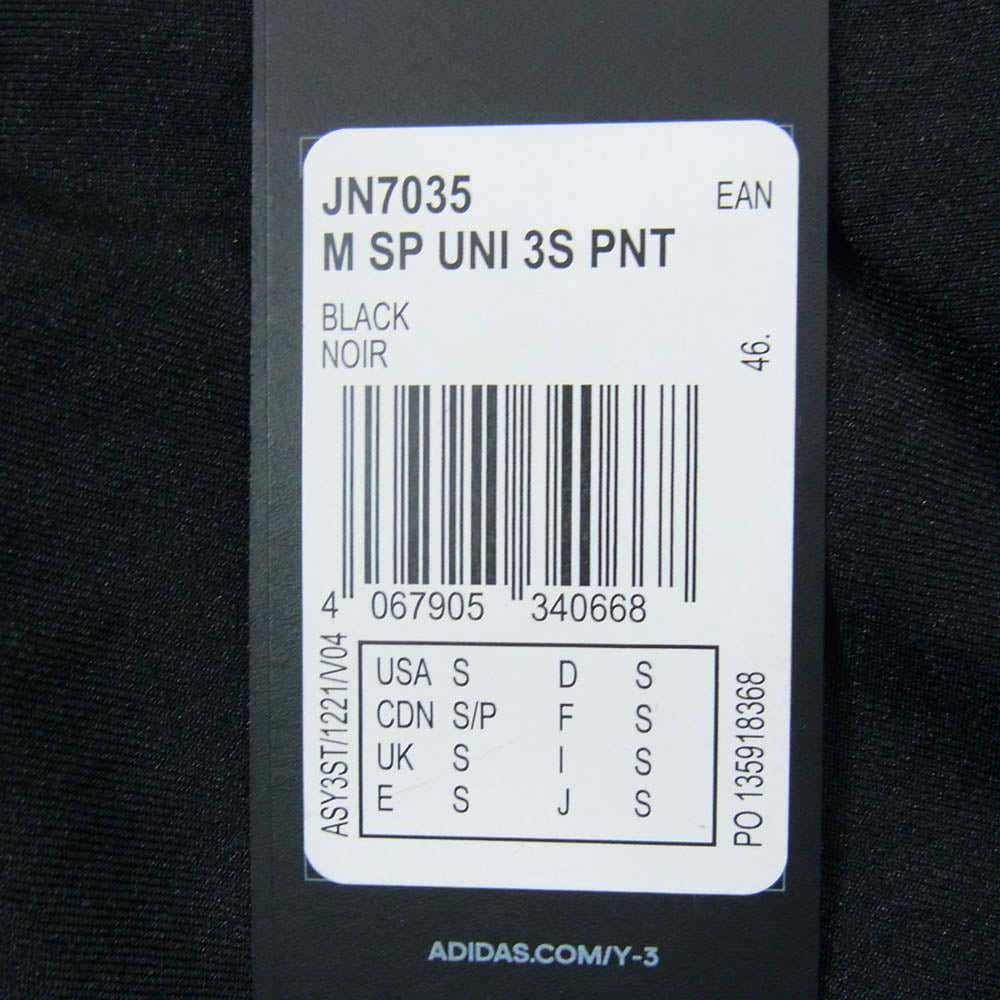 JN7035
EAN
M SP UNI 3S PNT
BLACK
NOIR
46.
4 067905 340668
ASY3ST/1221/V04
USA S D S
CDN S/P F S
UK S I S
E S J S
PO 135918368
ADIDAS.COM/Y-3